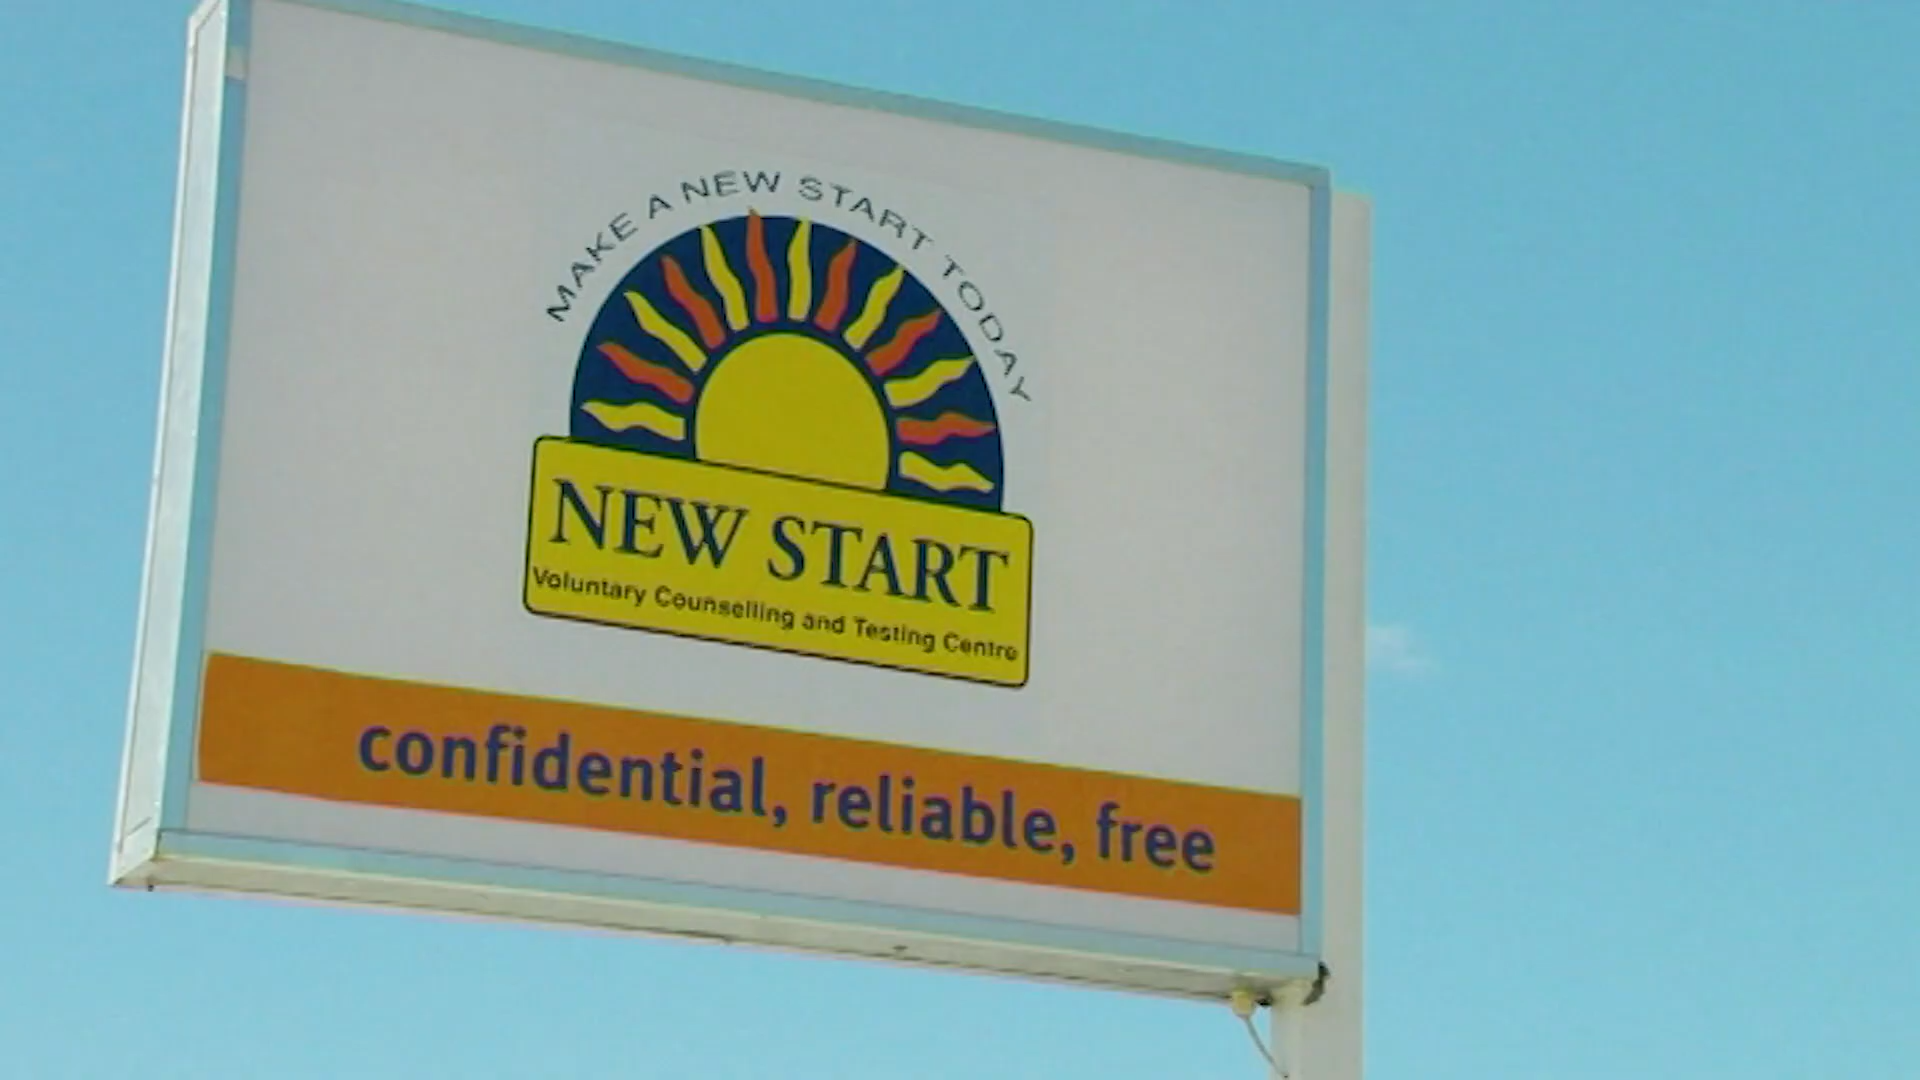 MAKE A NEW START TODAY
NEW START
Voluntary Counselling and Testing Centre
confidential, reliable, free